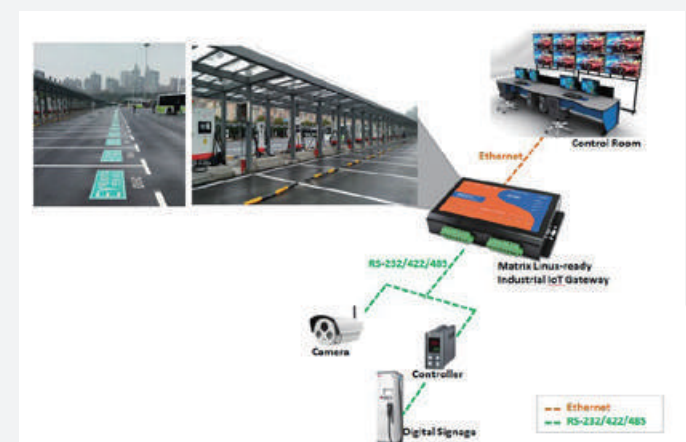 Control Room
Ethernet
Matrix Linux-ready
Industrial IoT Gateway
RS-232/422/485
Camera
Controller
Digital Signage
Ethernet
RS-232/422/485